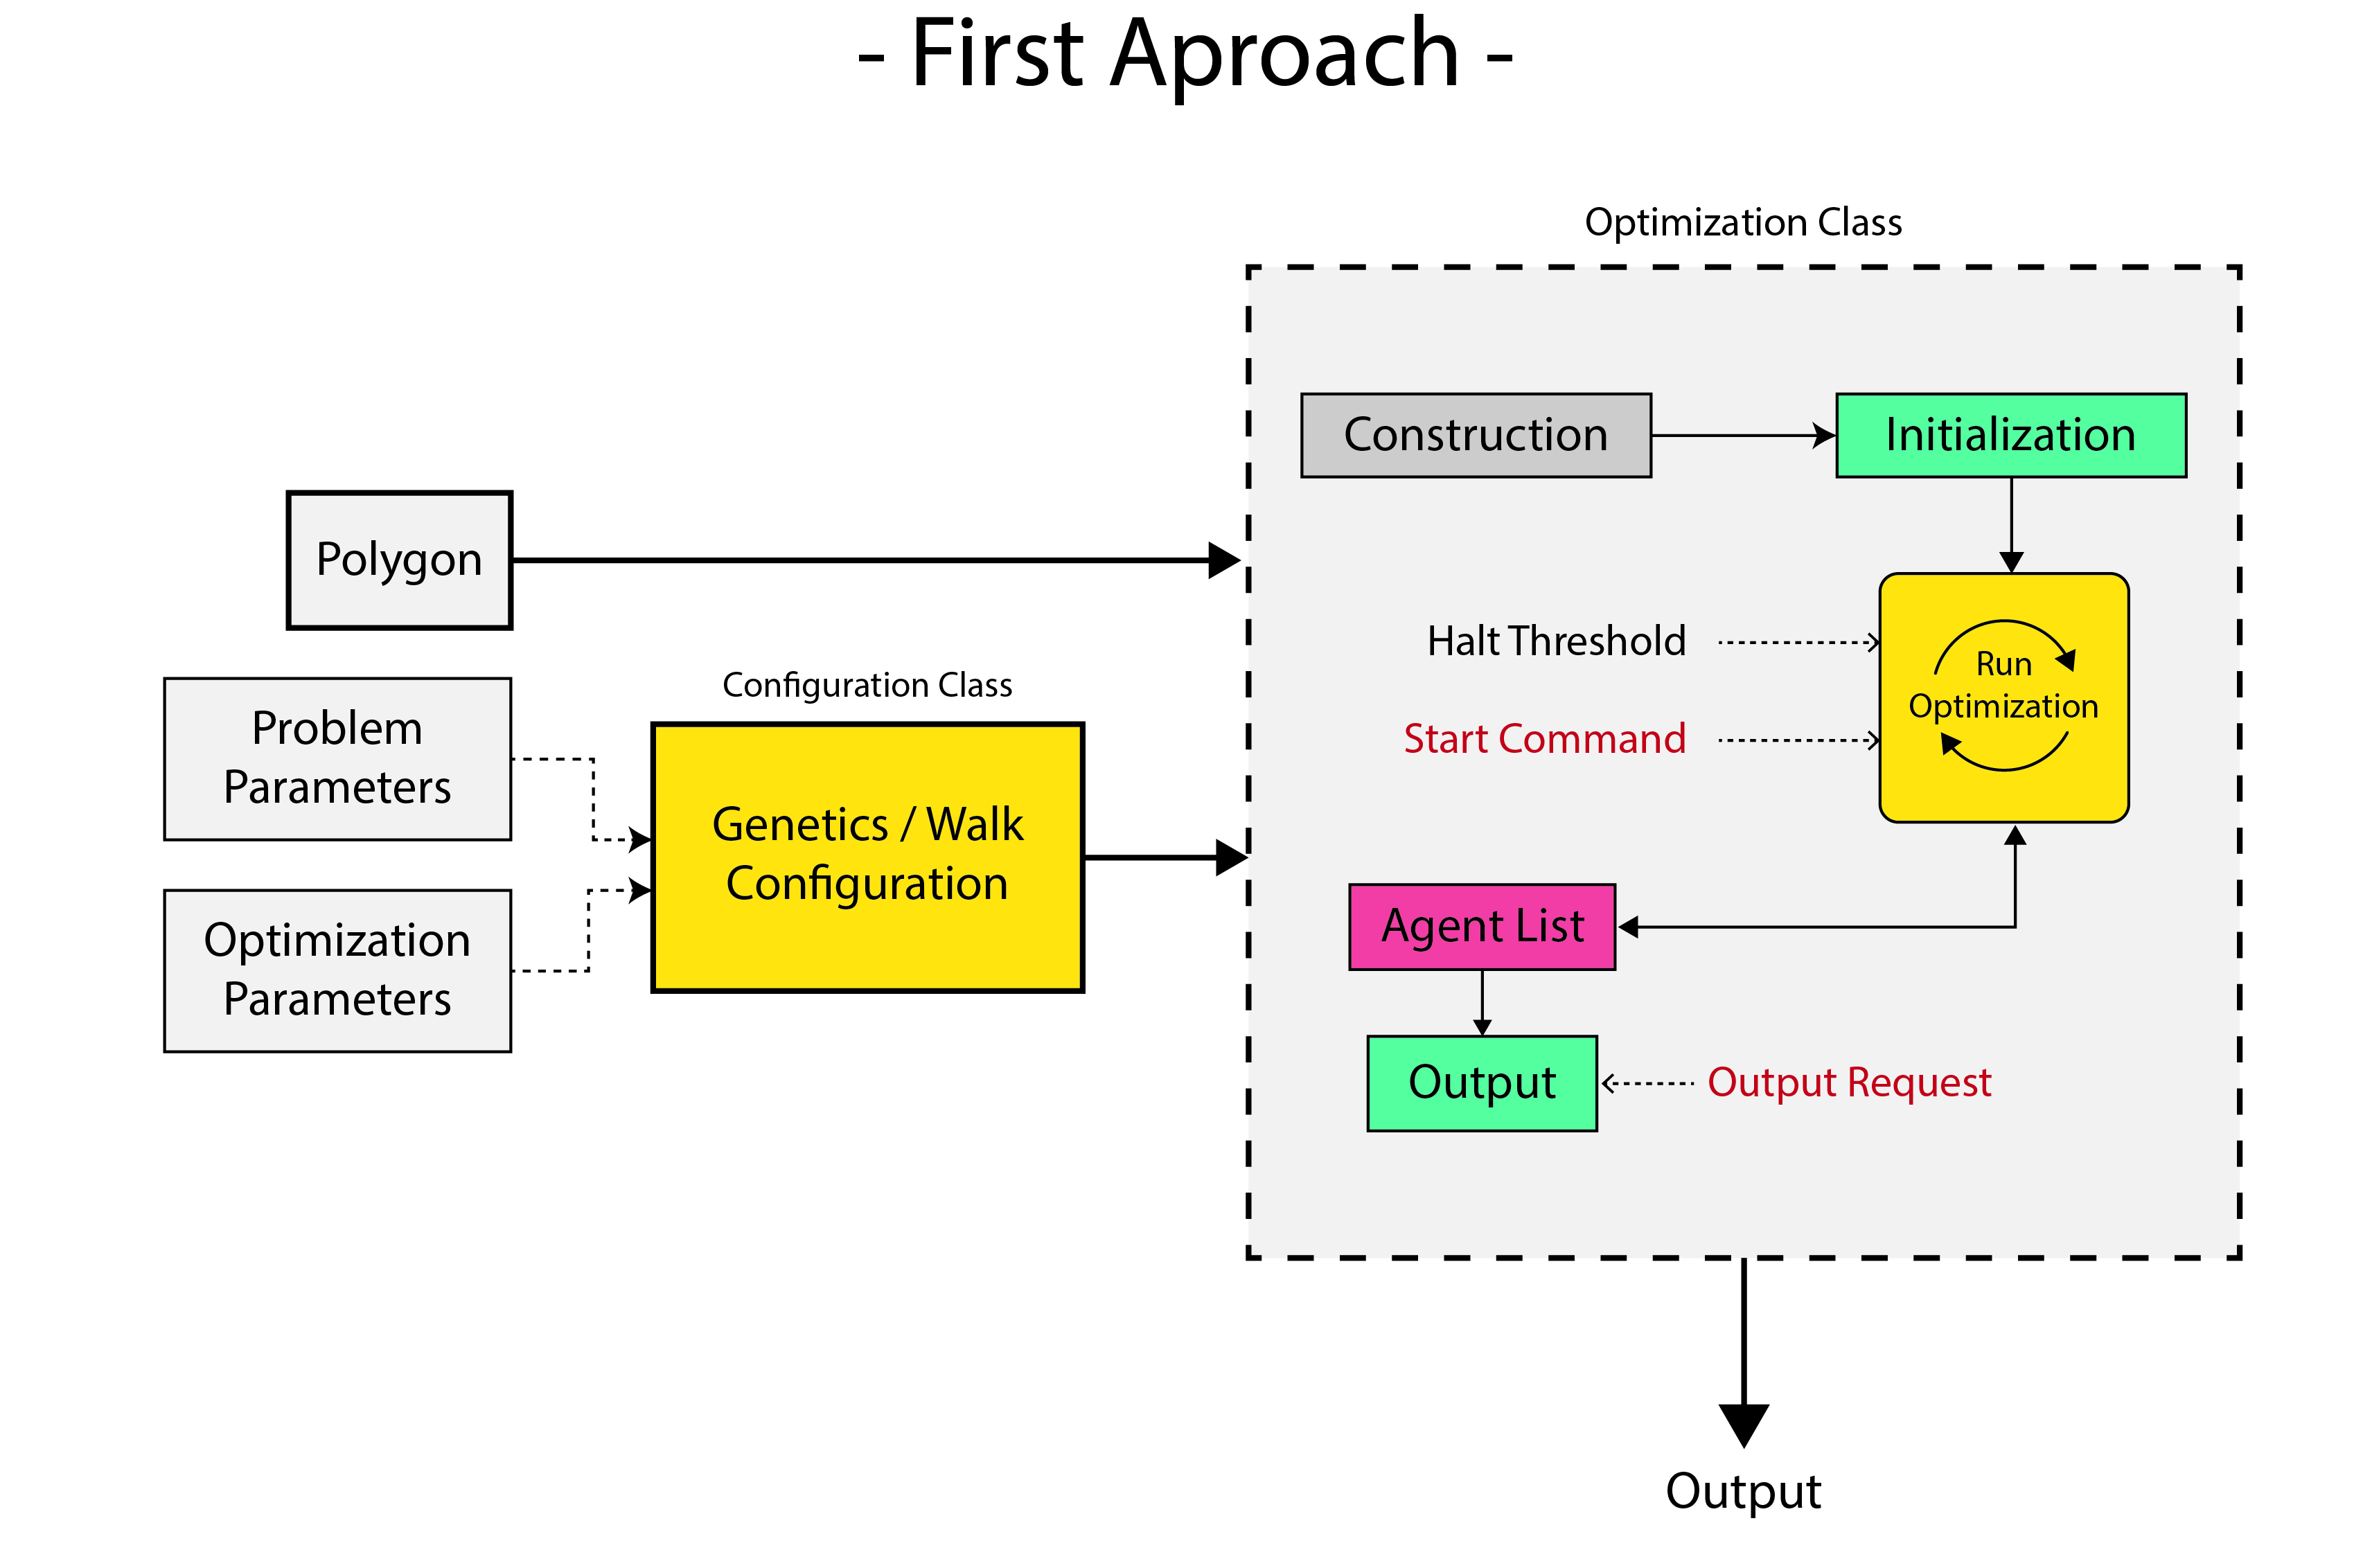 - First Aproach -
Optimization Class
Construction
Initialization
Polygon
Halt Threshold
Run
Optimization
Start Command
Configuration Class
Problem
Parameters
Genetics / Walk
Configuration
Optimization
Parameters
Agent List
Output
Output Request
Output